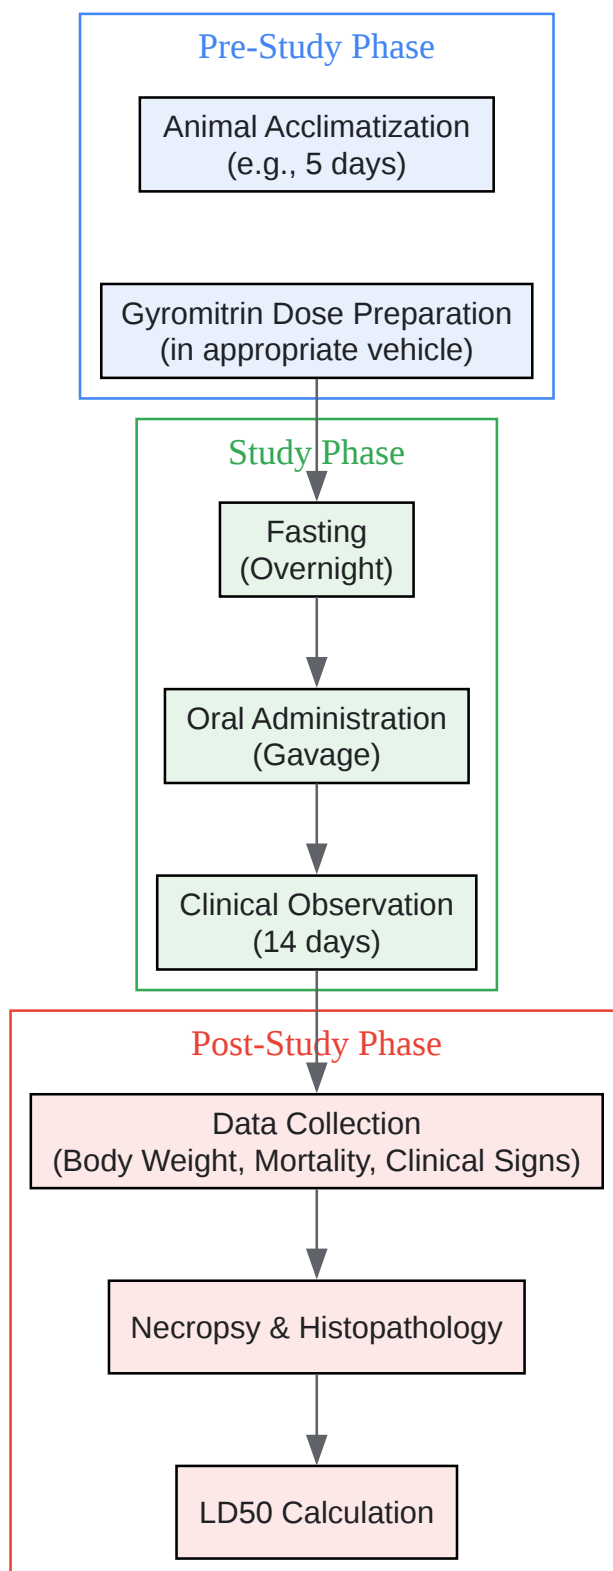 Pre-Study Phase
Animal Acclimatization
(e.g., 5 days)
Gyromitrin Dose Preparation
(in appropriate vehicle)
Study Phase
Fasting
(Overnight)
Oral Administration
(Gavage)
Clinical Observation
(14 days)
Post-Study Phase
Data Collection
(Body Weight, Mortality, Clinical Signs)
Necropsy & Histopathology
LD50 Calculation